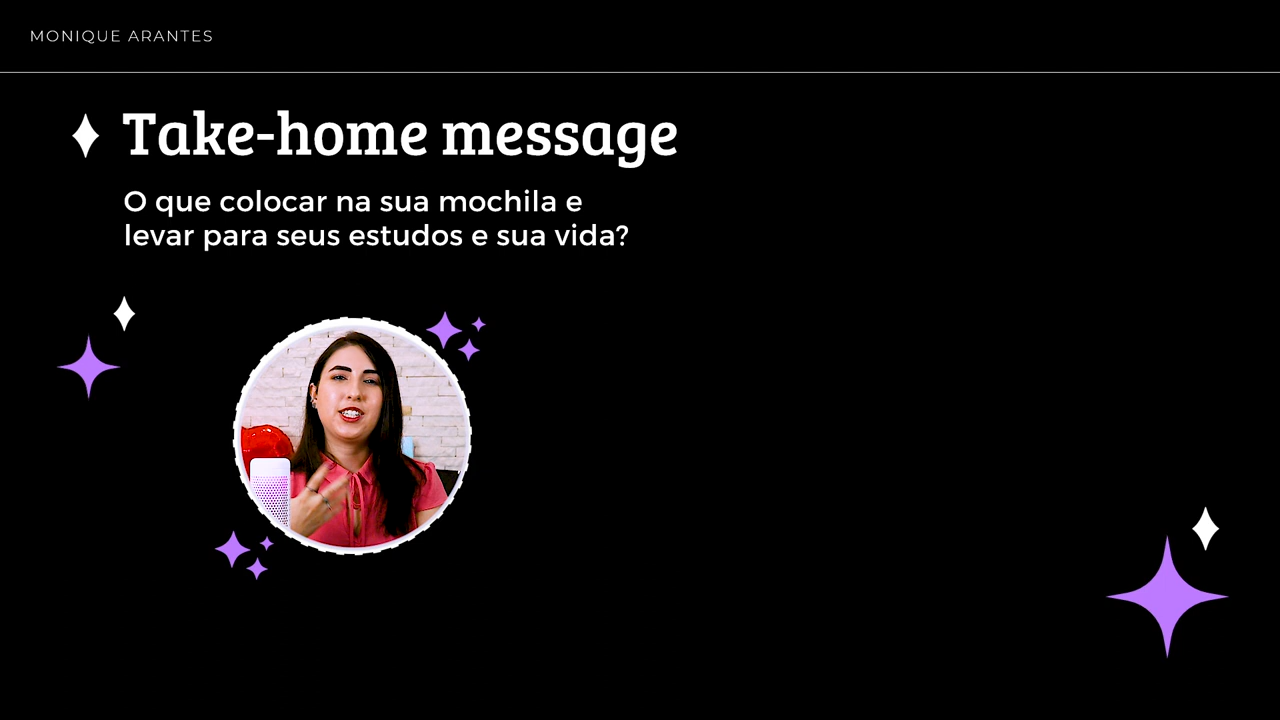 MONIQUE ARANTES
Take-home message
O que colocar na sua mochila e
levar para seus estudos e sua vida?